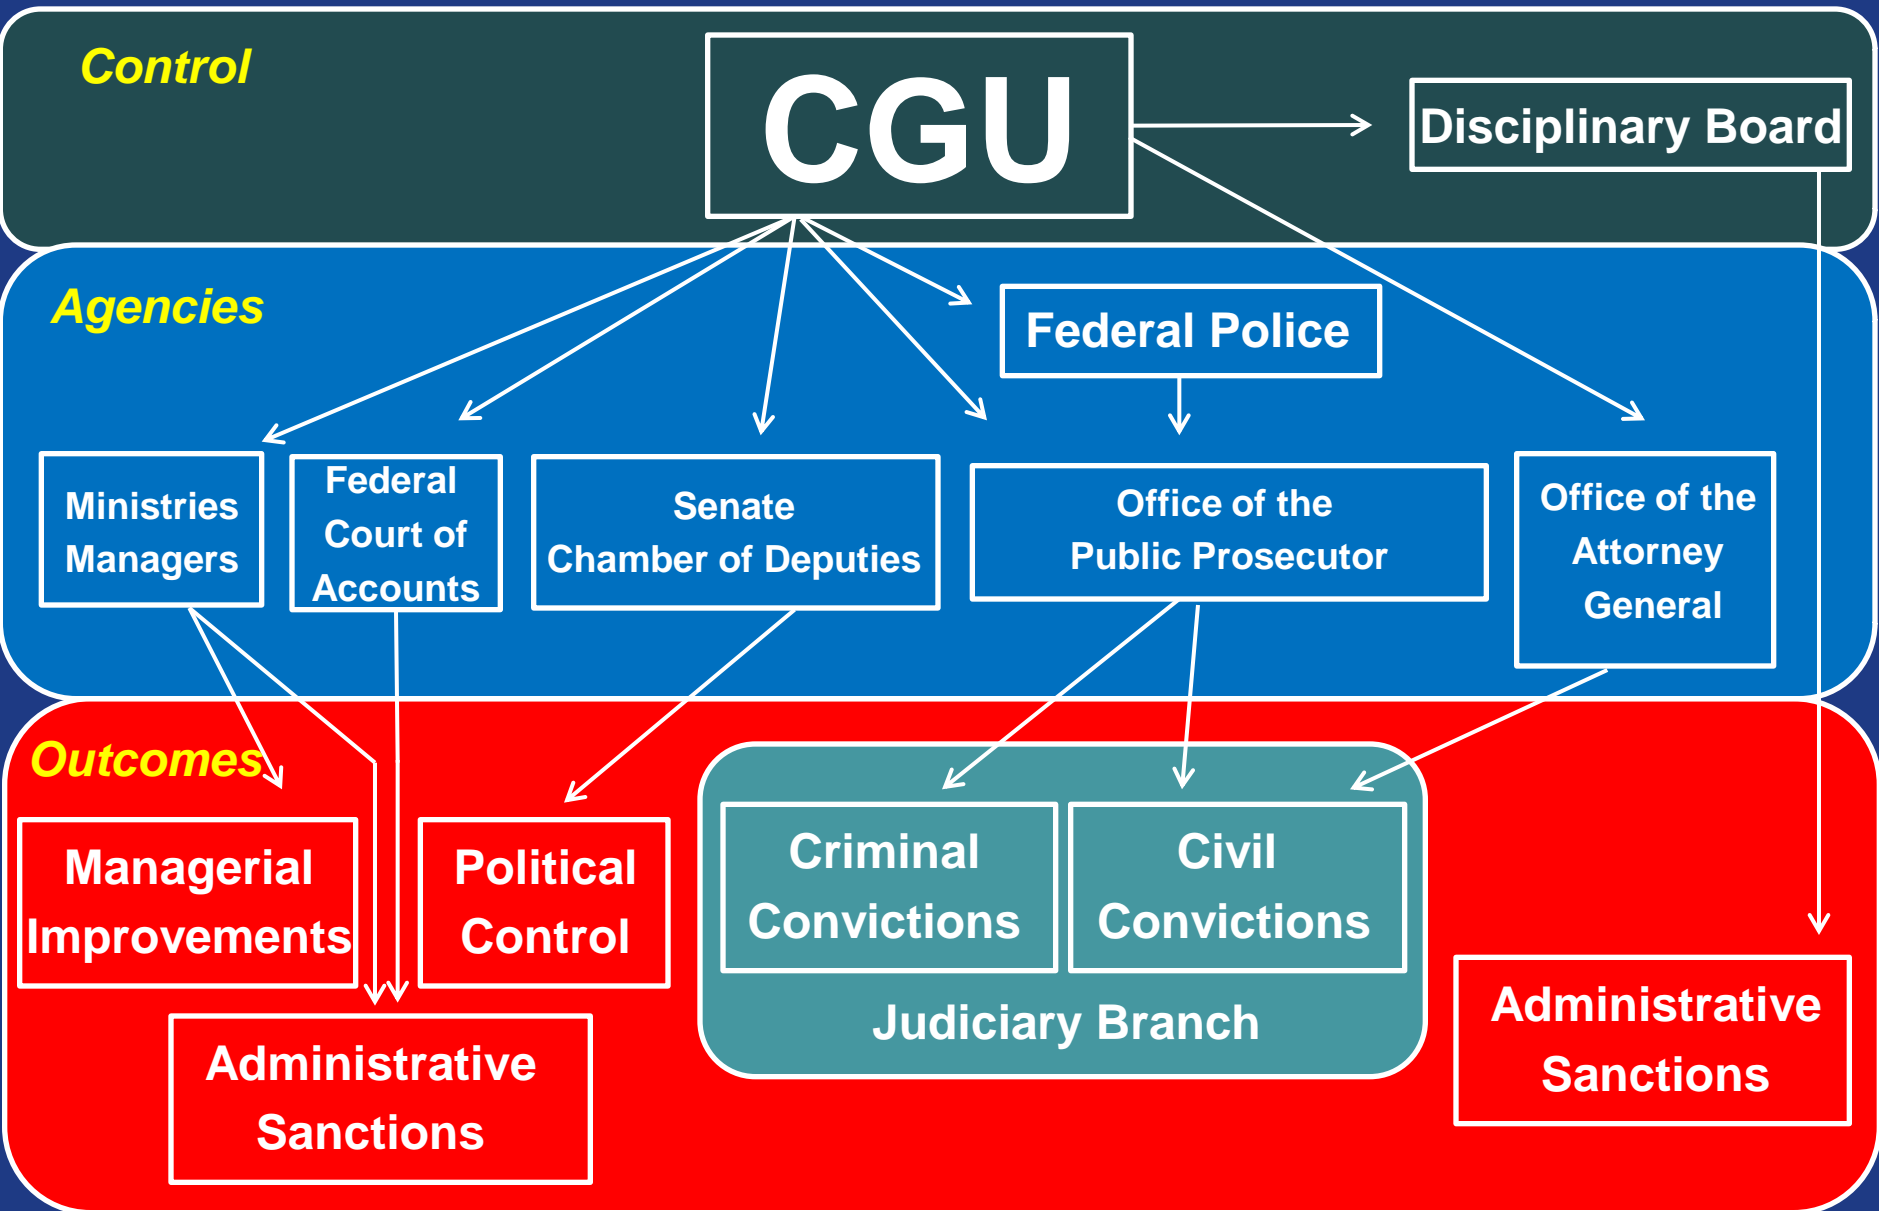 Control
CGU
Disciplinary Board
Agencies
Federal Police
Ministries
Managers
Federal
Court of
Accounts
Senate
Chamber of Deputies
Office of the
Public Prosecutor
Office of the
Attorney
General
Outcomes
Managerial
Improvements
Political
Control
Criminal
Convictions
Civil
Convictions
Judiciary Branch
Administrative
Sanctions
Administrative
Sanctions